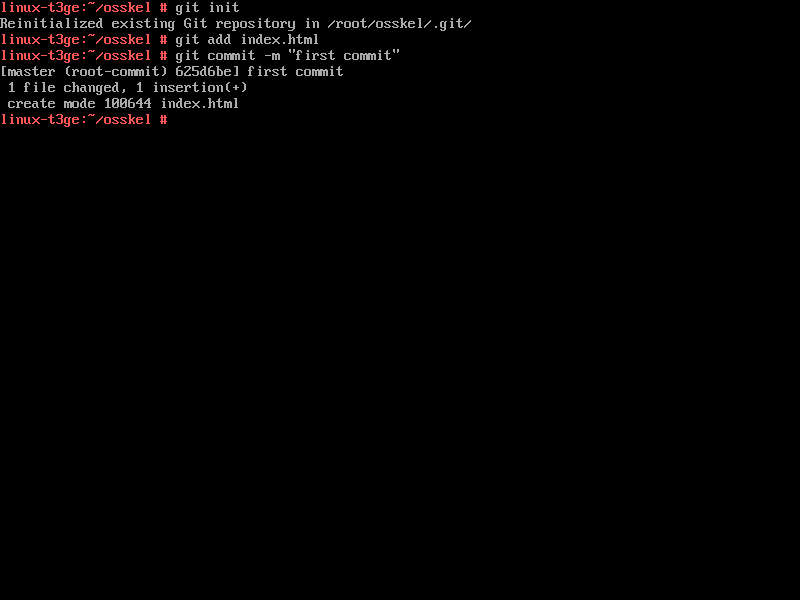 linux-t3ge:~/osskel # git init
Reinitialized existing Git repository in /root/osskel/.git/
linux-t3ge:~/osskel # git add index.html
linux-t3ge:~/osskel # git commit -m "first commit"
[master (root-commit) 625d6be] first commit
 1 file changed, 1 insertion(+)
 create mode 100644 index.html
linux-t3ge:~/osskel #